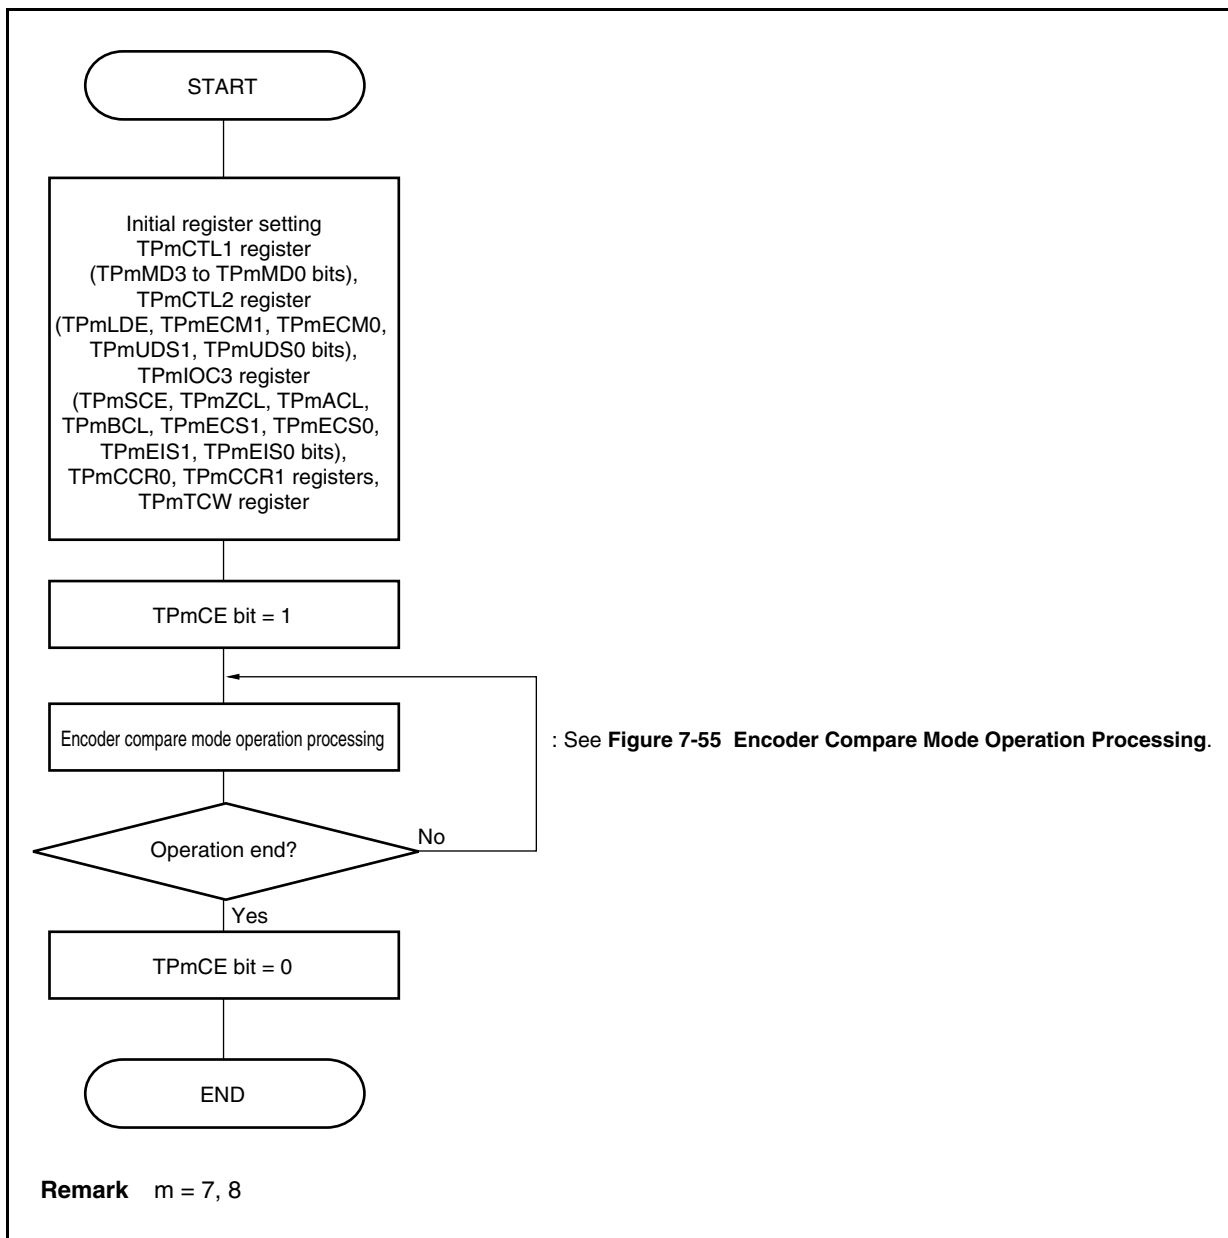 START
Initial register setting
TPmCTL1 register
(TPmMD3 to TPmMD0 bits),
TPmCTL2 register
(TPmLDE, TPmECM1, TPmECM0,
TPmUDS1, TPmUDS0 bits),
TPmIOC3 register
(TPmSCE, TPmZCL, TPmACL,
TPmBCL, TPmECS1, TPmECS0,
TPmEIS1, TPmEIS0 bits),
TPmCCR0, TPmCCR1 registers,
TPmTCW register
TPmCE bit = 1
Encoder compare mode operation processing
: See Figure 7-55 Encoder Compare Mode Operation Processing.
Operation end?
No
Yes
TPmCE bit = 0
END
Remark m = 7, 8